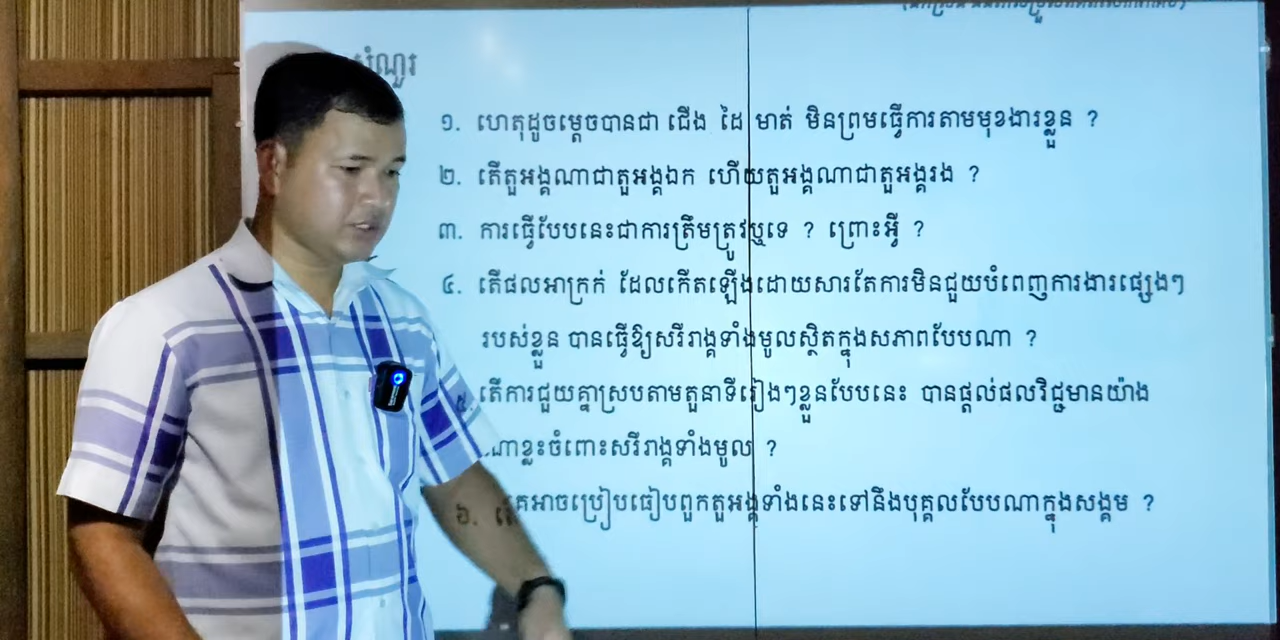 សំណួរ
១. ហេតុដូចម្ដេចបានជា ជើង ដៃ មាត់ មិនព្រមធ្វើការតាមមុខងារខ្លួន ?
២. តើតួអង្គណាជាតួអង្គឯក ហើយតួអង្គណាជាតួអង្គរង ?
៣. ការធ្វើបែបនេះជាការត្រឹមត្រូវឬទេ ? ព្រោះអ្វី ?
៤. តើផលអាក្រក់ ដែលកើតឡើងដោយសារតែការមិនជួយបំពេញការងារផ្សេងៗ
របស់ខ្លួន បានធ្វើឱ្យសរីរាង្គទាំងមូលស្ថិតក្នុងសភាពបែបណា ?
៥. តើការជួយគ្នាស្របតាមតួនាទីរៀងៗខ្លួនបែបនេះ បានផ្ដល់ផលវិជ្ជមានយ៉ាង
ណាខ្លះចំពោះសរីរាង្គទាំងមូល ?
៦. គេអាចប្រៀបធៀបពួកតួអង្គទាំងនេះទៅនឹងបុគ្គលបែបណាក្នុងសង្គម ?